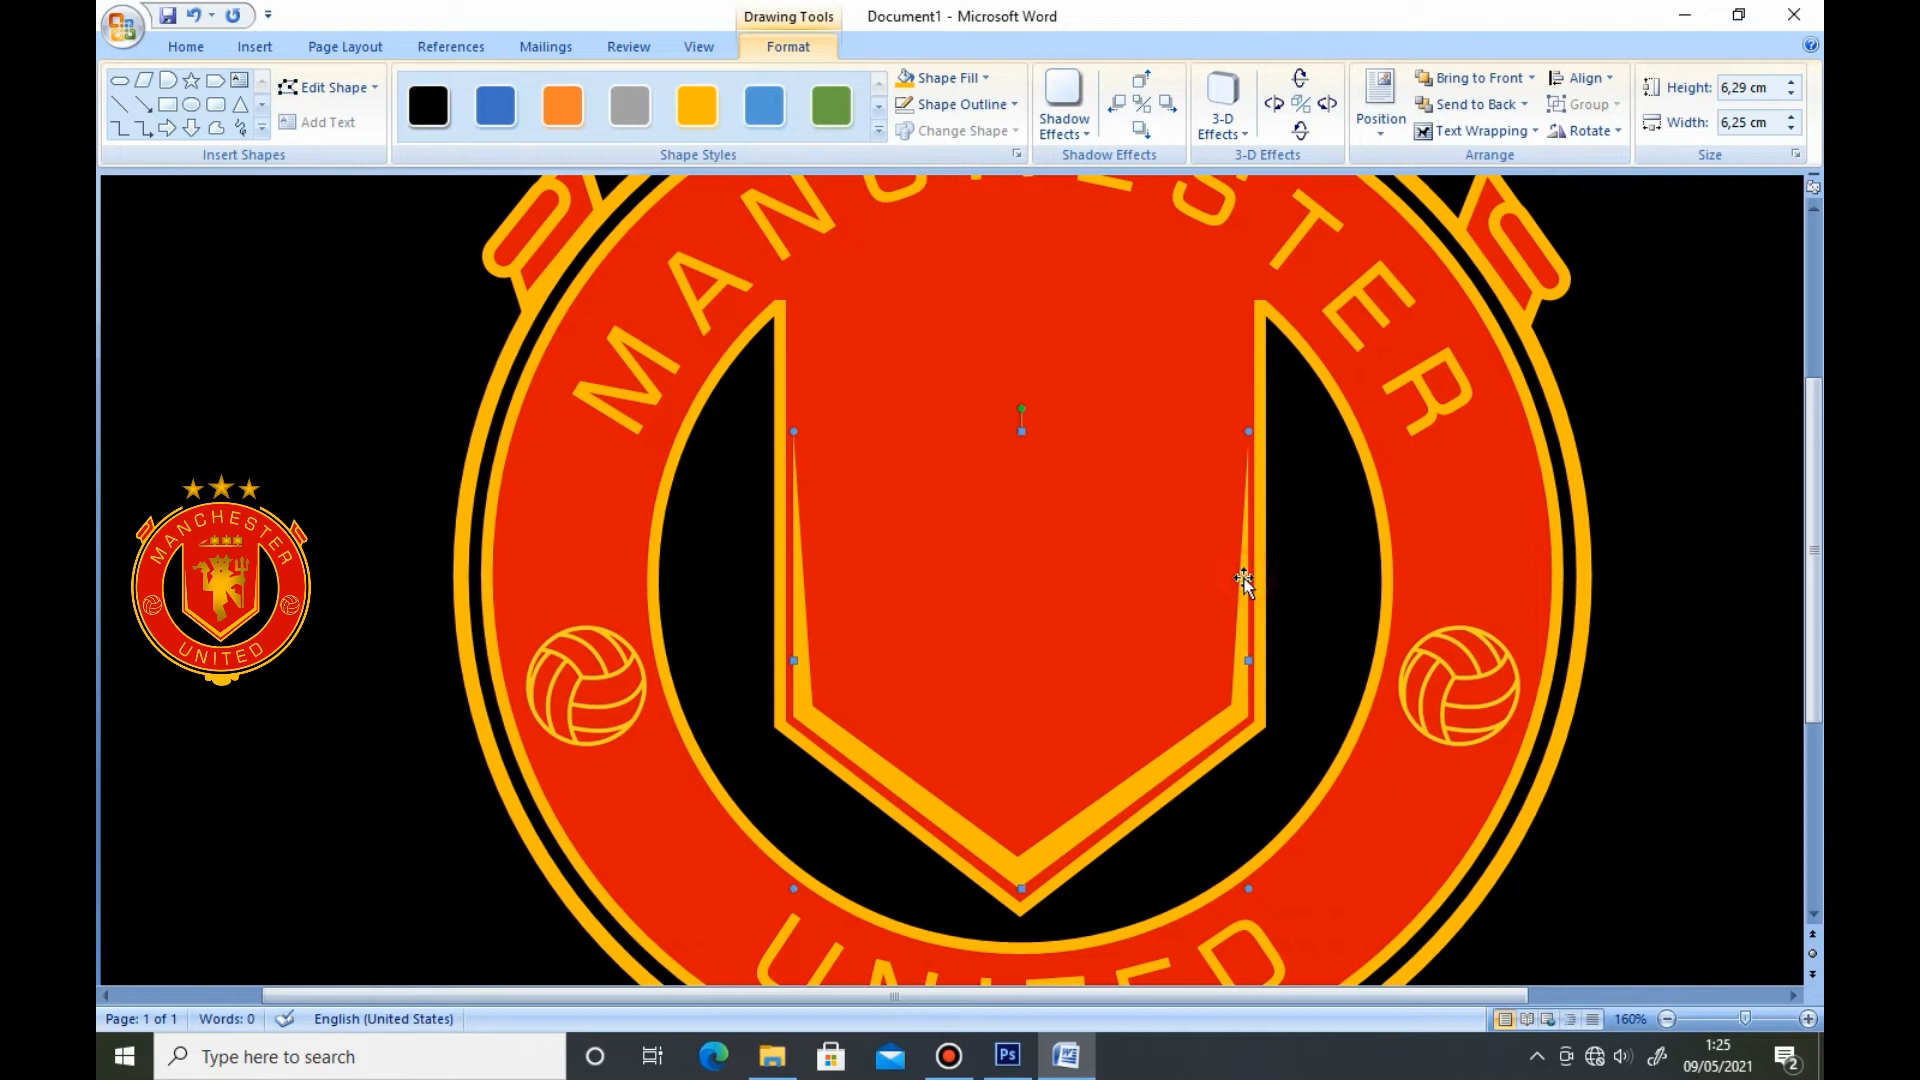 Drawing Tools
Document1 - Microsoft Word
Home Insert Page Layout References Mailings Review View Format
Edit Shape
Add Text
Insert Shapes
Shape Fill
Shape Outline
Change Shape
Shape Styles
Shadow Effects
Shadow Effects
3-D Effects
3-D Effects
Position
Bring to Front
Send to Back
Text Wrapping
Align
Group
Rotate
Arrange
Height: 6,29 cm
Width: 6,25 cm
Size
MANCHESTER
UNITED
MANCHESTER
UNITED
Page: 1 of 1 Words: 0 English (United States) 160%
Type here to search
Ps
1:25
09/05/2021
2